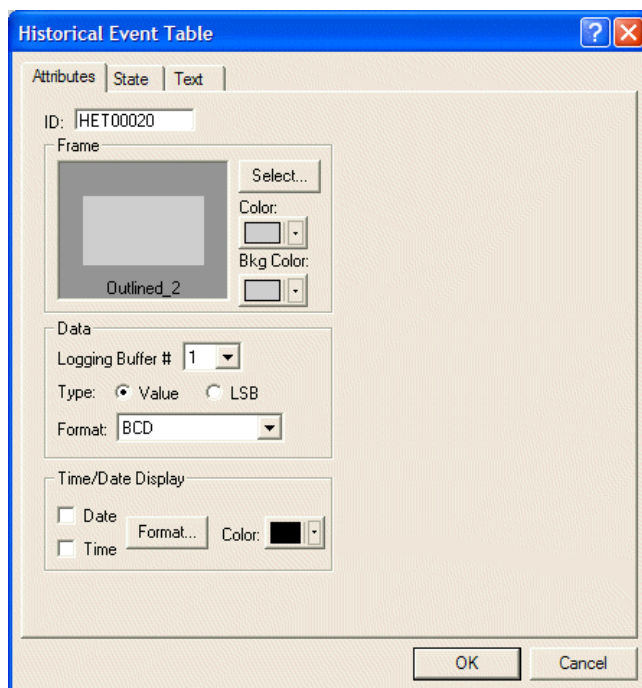 Historical Event Table
?
Attributes State Text
ID: HET00020
Frame
Select...
Color:
Bkg Color:
Outlined_2
Data
Logging Buffer # 1
Type: Value LSB
Format: BCD
Time/Date Display
Date
Format... Color:
Time
OK Cancel